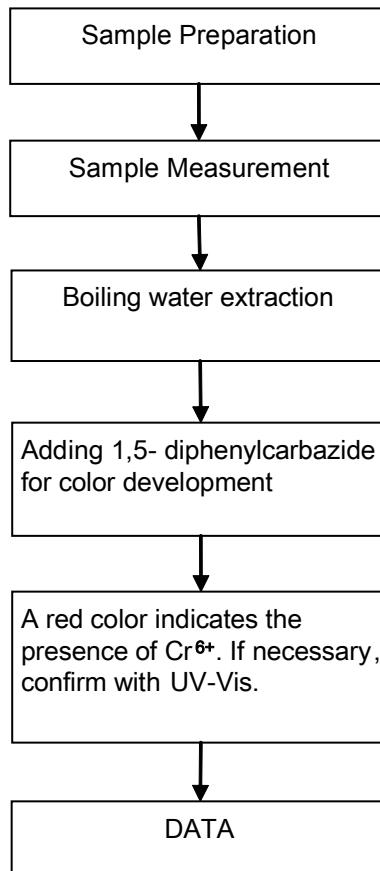 Sample Preparation
Sample Measurement
Boiling water extraction
Adding 1,5- diphenylcarbazide
for color development
A red color indicates the
presence of Cr⁶⁺. If necessary,
confirm with UV-Vis.
DATA